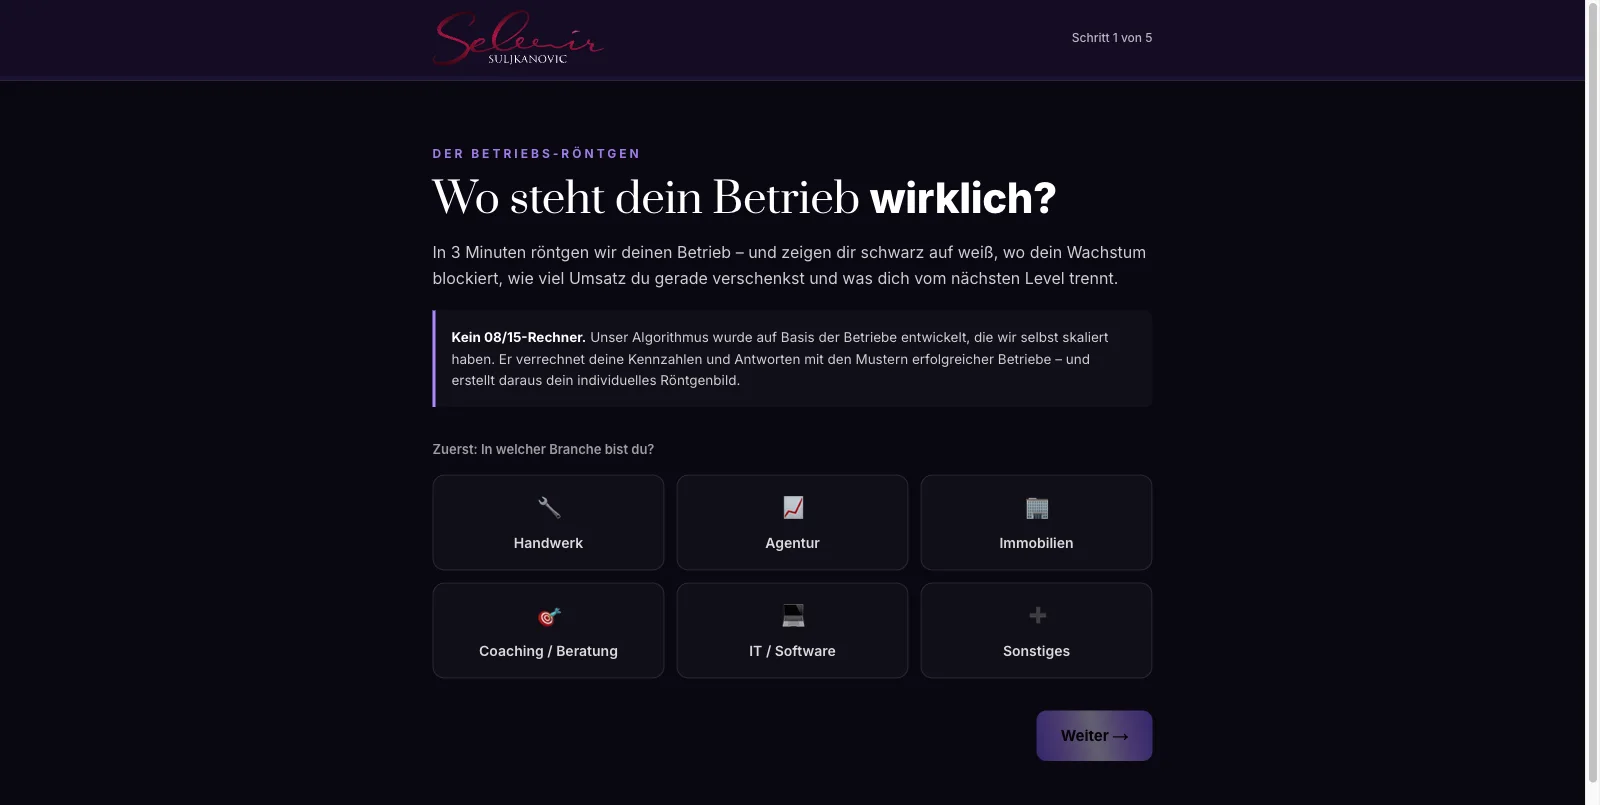 Selmir
SULJKANOVIC
Schritt 1 von 5
DER BETRIEBS-RÖNTGEN
Wo steht dein Betrieb wirklich?
In 3 Minuten röntgen wir deinen Betrieb – und zeigen dir schwarz auf weiß, wo dein Wachstum
blockiert, wie viel Umsatz du gerade verschenkst und was dich vom nächsten Level trennt.
Kein 08/15-Rechner. Unser Algorithmus wurde auf Basis der Betriebe entwickelt, die wir selbst skaliert
haben. Er verrechnet deine Kennzahlen und Antworten mit den Mustern erfolgreicher Betriebe – und
erstellt daraus dein individuelles Röntgenbild.
Zuerst: In welcher Branche bist du?
Handwerk
Agentur
Immobilien
Coaching / Beratung
IT / Software
Sonstiges
Weiter →